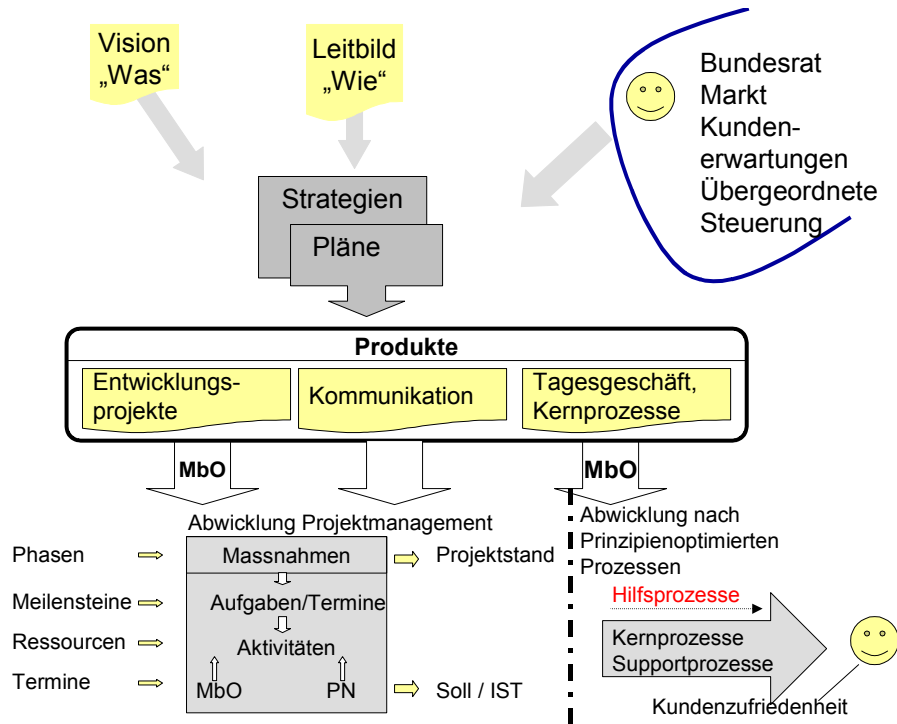 Vision
„Was“
Leitbild
„Wie“
Bundesrat
Markt
Kunden-
erwartungen
Übergeordnete
Steuerung
Strategien
Pläne
Produkte
Entwicklungs-
projekte
Kommunikation
Tagesgeschäft,
Kernprozesse
MbO
MbO
Abwicklung Projektmanagement
Phasen
Meilensteine
Ressourcen
Termine
Massnahmen
Aufgaben/Termine
Aktivitäten
MbO
PN
Projektstand
Soll / IST
Abwicklung nach
Prinzipienoptimierten
Prozessen
Hilfsprozesse
Kernprozesse
Supportprozesse
Kundenzufriedenheit